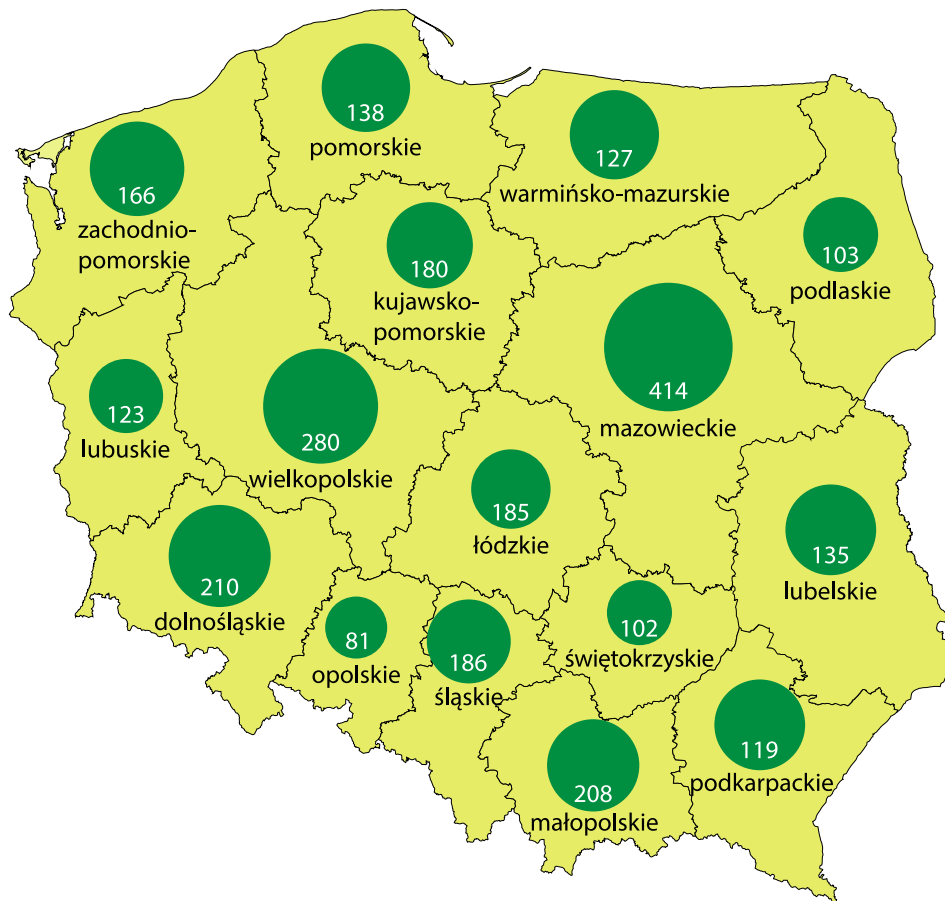 138
pomorskie
127
warmińsko-mazurskie
166
zachodnio-
pomorskie
103
podlaskie
180
kujawsko-
pomorskie
414
mazowieckie
123
lubuskie
280
wielkopolskie
185
łódzkie
135
lubelskie
210
dolnośląskie
81
opolskie
186
śląskie
102
świętokrzyskie
119
podkarpackie
208
małopolskie